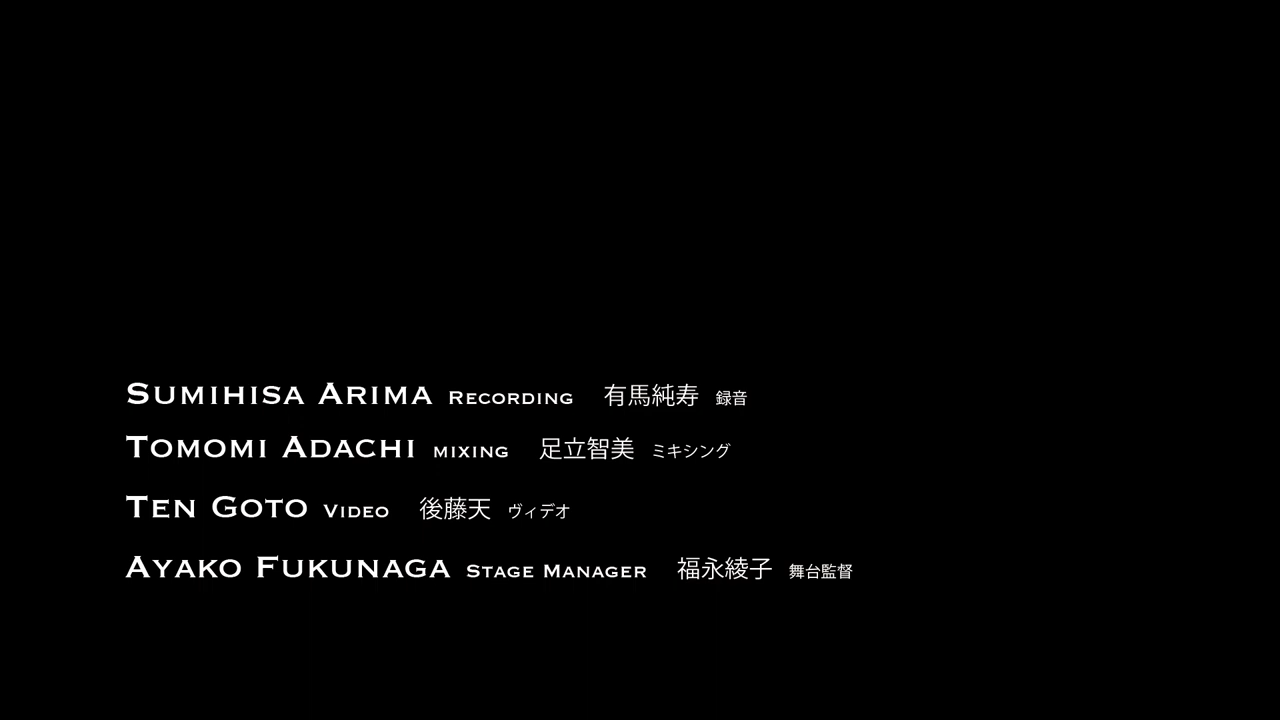 Sumihisa Arima Recording 有馬純寿 録音
Tomomi Adachi mixing 足立智美 ミキシング
Ten Goto Video 後藤天 ヴィデオ
Ayako Fukunaga Stage Manager 福永綾子 舞台監督